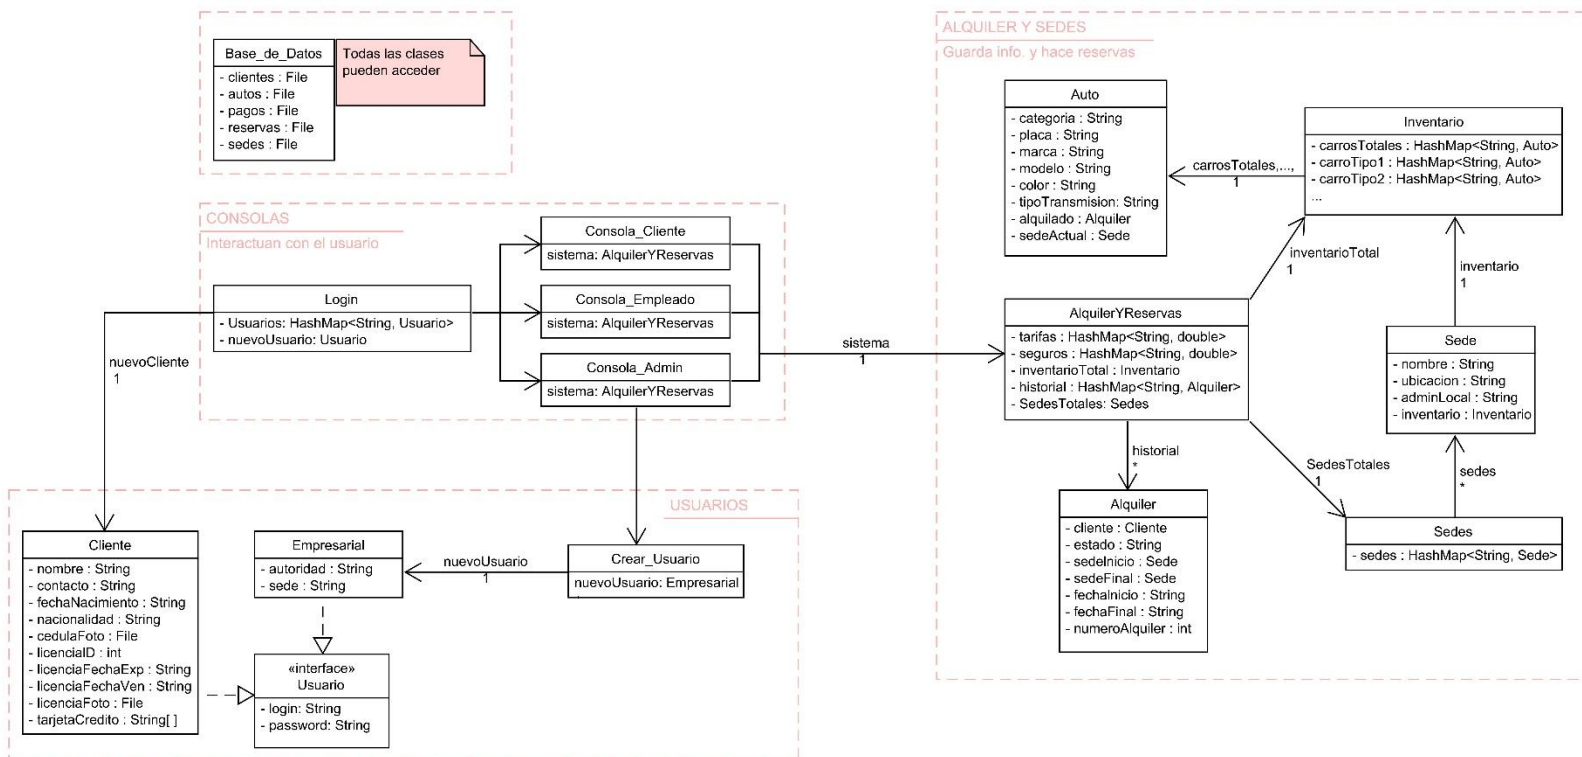 Base_de_Datos
- clientes : File
- autos : File
- pagos : File
- reservas : File
- sedes : File
Todas las clases
pueden acceder
CONSOLAS
Interactuan con el usuario
Login
- Usuarios: HashMap<String, Usuario>
- nuevoUsuario: Usuario
Consola_Cliente
sistema: AlquilerYReservas
Consola_Empleado
sistema: AlquilerYReservas
Consola_Admin
sistema: AlquilerYReservas
nuevoCliente
1
sistema
1
USUARIOS
Cliente
- nombre : String
- contacto : String
- fechaNacimiento : String
- nacionalidad : String
- cedulaFoto : File
- licenciaID : int
- licenciaFechaExp : String
- licenciaFechaVen : String
- licenciaFoto : File
- tarjetaCredito : String[ ]
Empresarial
- autoridad : String
- sede : String
nuevoUsuario
1
Crear_Usuario
nuevoUsuario: Empresarial
«interface»
Usuario
- login: String
- password: String
ALQUILER Y SEDES
Guarda info. y hace reservas
Auto
- categoria : String
- placa : String
- marca : String
- modelo : String
- color : String
- tipoTransmision: String
- alquilado : Alquiler
- sedeActual : Sede
carrosTotales,...,
1
Inventario
- carrosTotales : HashMap<String, Auto>
- carroTipo1 : HashMap<String, Auto>
- carroTipo2 : HashMap<String, Auto>
...
inventarioTotal
1
inventario
1
AlquilerYReservas
- tarifas : HashMap<String, double>
- seguros : HashMap<String, double>
- inventarioTotal : Inventario
- historial : HashMap<String, Alquiler>
- SedesTotales: Sedes
Sede
- nombre : String
- ubicacion : String
- adminLocal : String
- inventario : Inventario
historial
*
SedesTotales
1
sedes
*
Alquiler
- cliente : Cliente
- estado : String
- sedeInicio : Sede
- sedeFinal : Sede
- fechaInicio : String
- fechaFinal : String
- numeroAlquiler : int
Sedes
- sedes : HashMap<String, Sede>